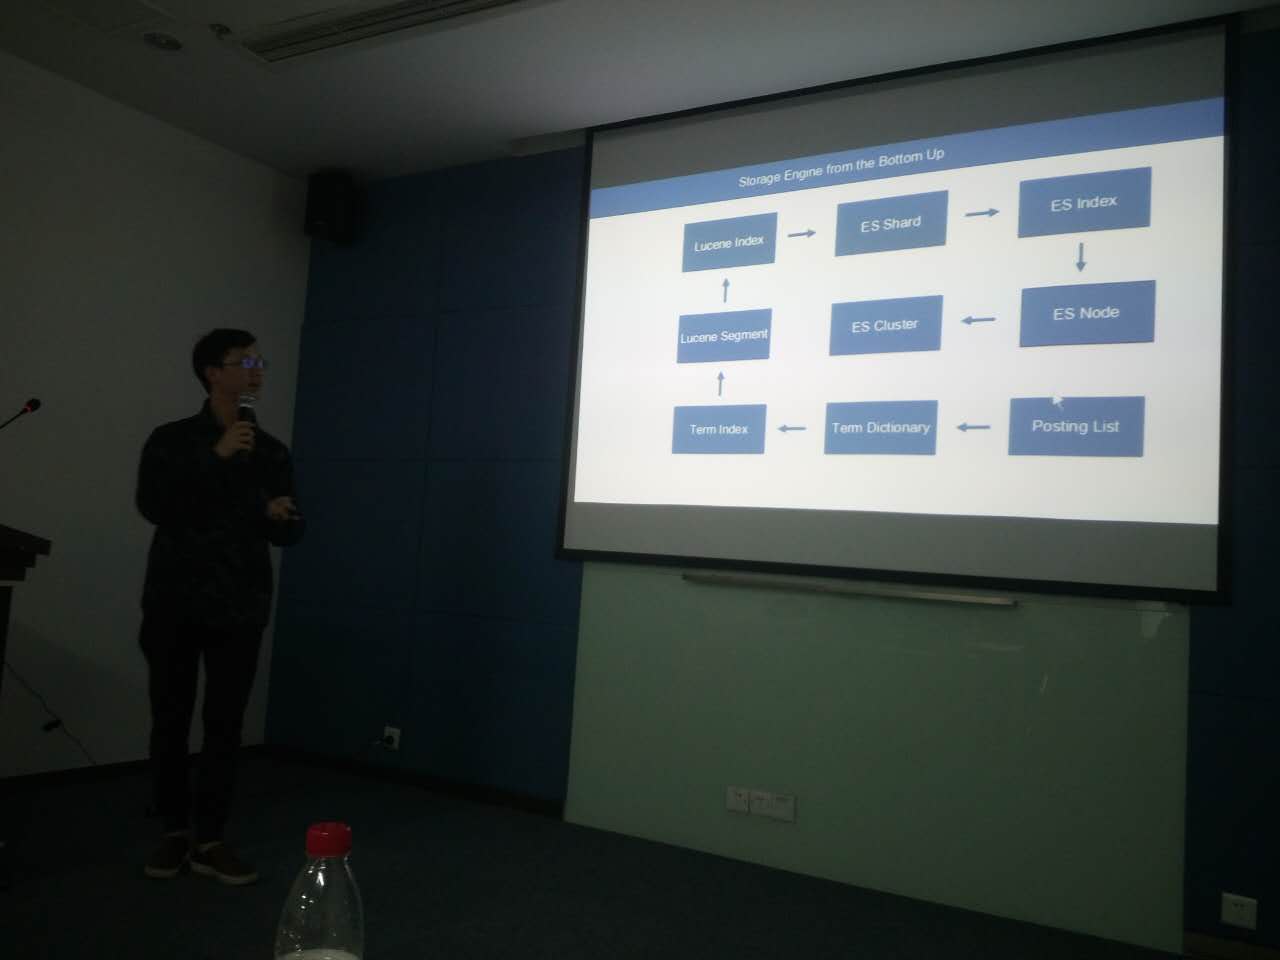 Storage Engine from the Bottom Up
Lucene Index
ES Shard
ES Index
Lucene Segment
ES Cluster
ES Node
Term Index
Term Dictionary
Posting List